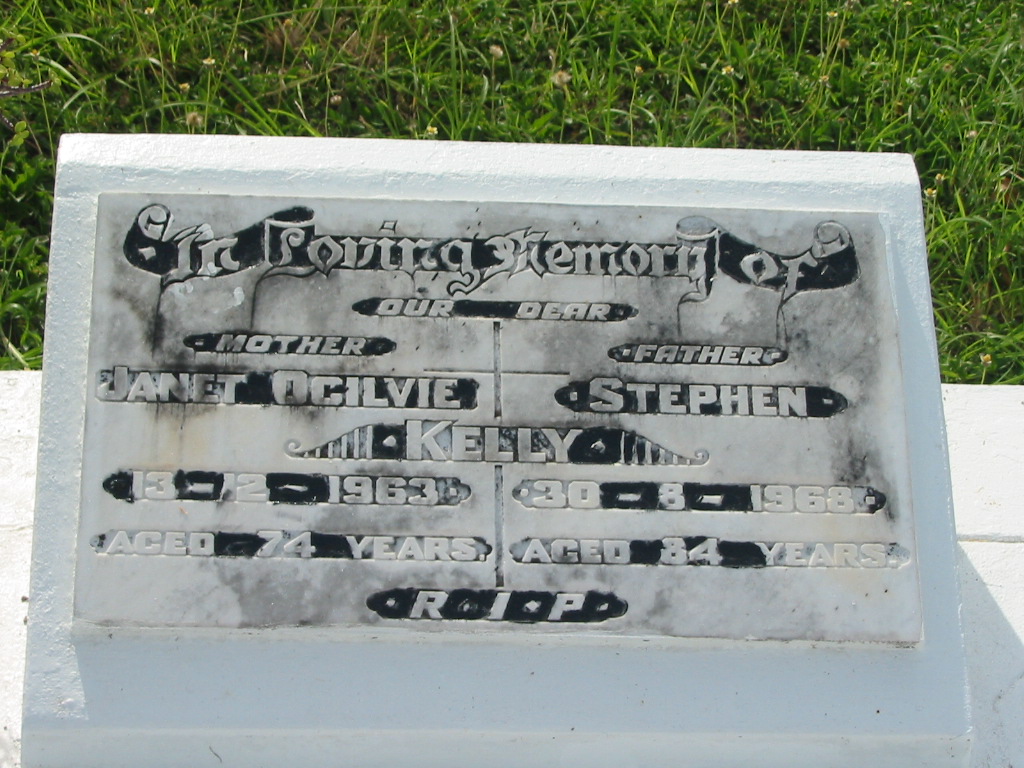 In Loving Memory of
OUR DEAR
MOTHER FATHER
JANET OGILVIE STEPHEN
KELLY
13-12-1963 30-8-1968
AGED 74 YEARS. AGED 84 YEARS.
R·I·P